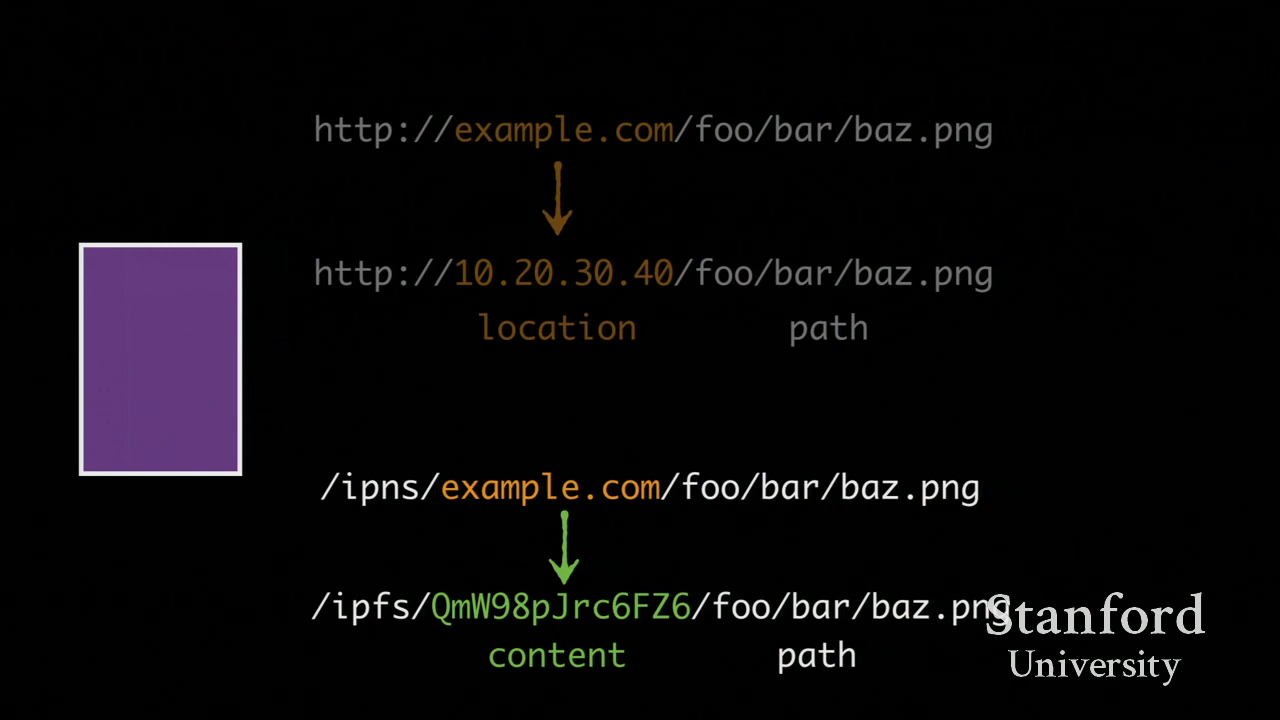 http://example.com/foo/bar/baz.png
http://10.20.30.40/foo/bar/baz.png
location path
/ipns/example.com/foo/bar/baz.png
/ipfs/QmW98pJrc6FZ6/foo/bar/baz.png
content path
Stanford
University